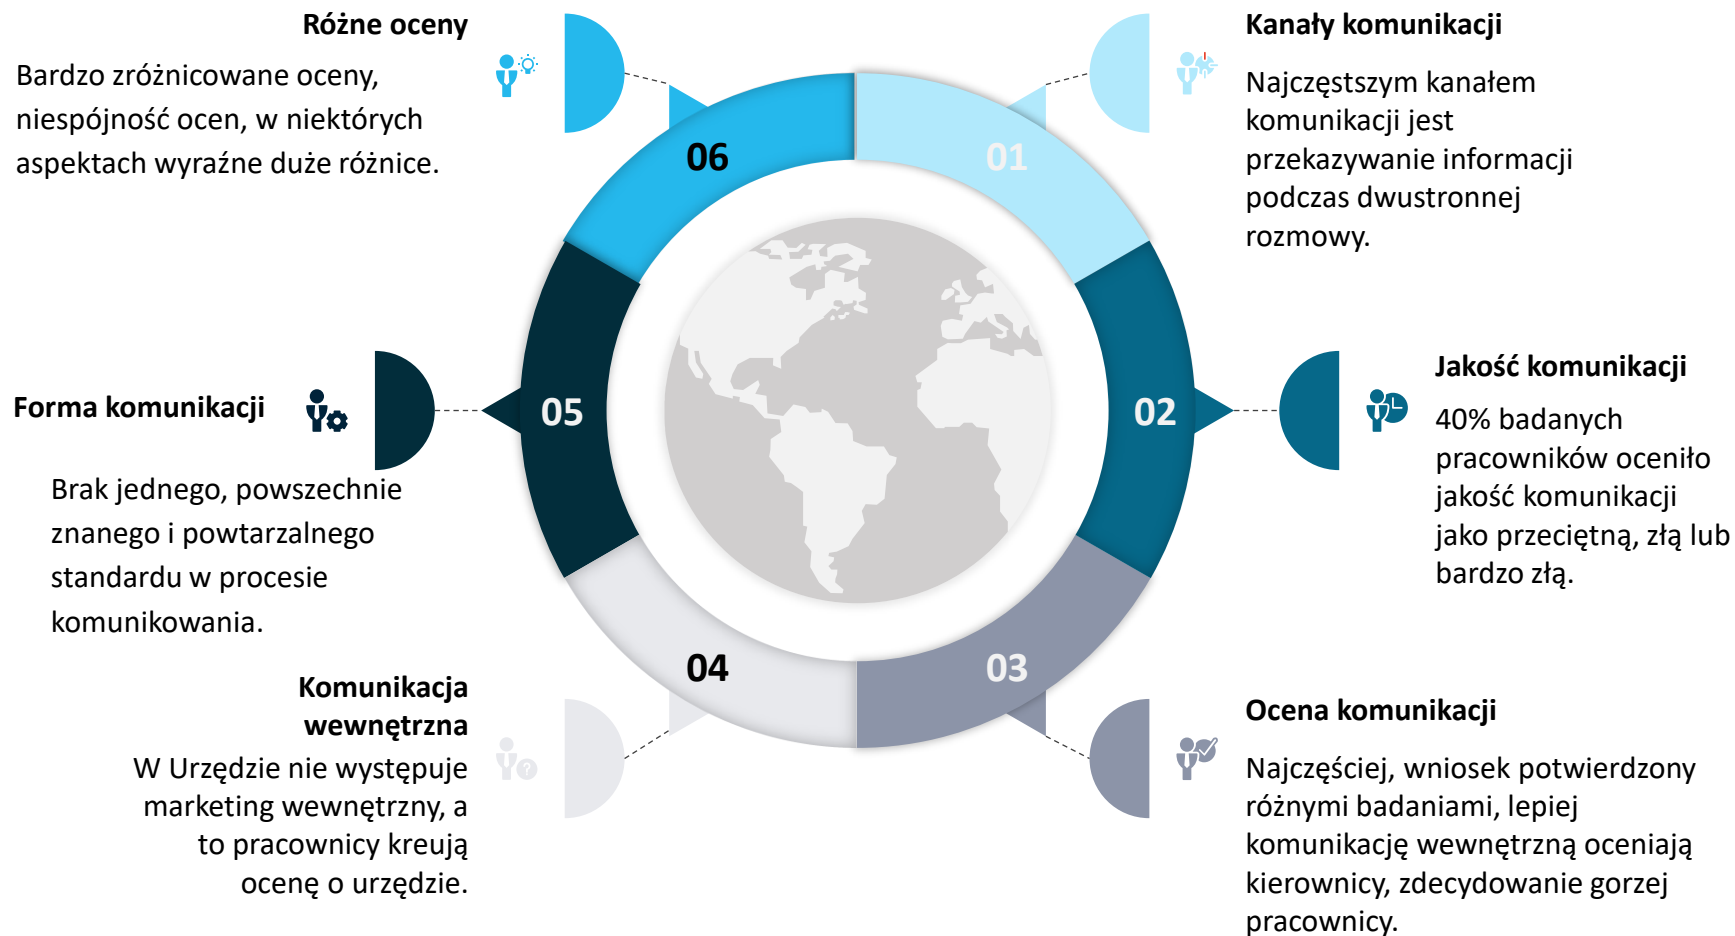 Różne oceny
Bardzo zróżnicowane oceny,
niespójność ocen, w niektórych
aspektach wyraźne duże różnice.
Kanały komunikacji
Najczęstszym kanałem
komunikacji jest
przekazywanie informacji
podczas dwustronnej
rozmowy.
06
01
Forma komunikacji
Brak jednego, powszechnie
znanego i powtarzalnego
standardu w procesie
komunikowania.
05
02
Jakość komunikacji
40% badanych
pracowników oceniło
jakość komunikacji
jako przeciętną, złą lub
bardzo złą.
04
03
Komunikacja
wewnętrzna
W Urzędzie nie występuje
marketing wewnętrzny, a
to pracownicy kreują
ocenę o urzędzie.
Ocena komunikacji
Najczęściej, wniosek potwierdzony
różnymi badaniami, lepiej
komunikację wewnętrzną oceniają
kierownicy, zdecydowanie gorzej
pracownicy.